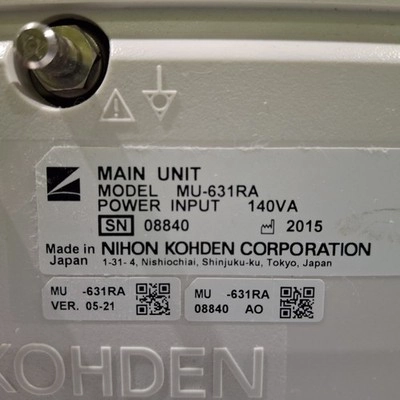 MAIN UNIT
MODEL MU-631RA
POWER INPUT 140VA
SN 08840 2015
Made in Japan NIHON KOHDEN CORPORATION
1-31-4, Nishiochiai, Shinjuku-ku, Tokyo, Japan
MU -631RA
VER. 05-21
MU -631RA
08840 AO
KOHDEN